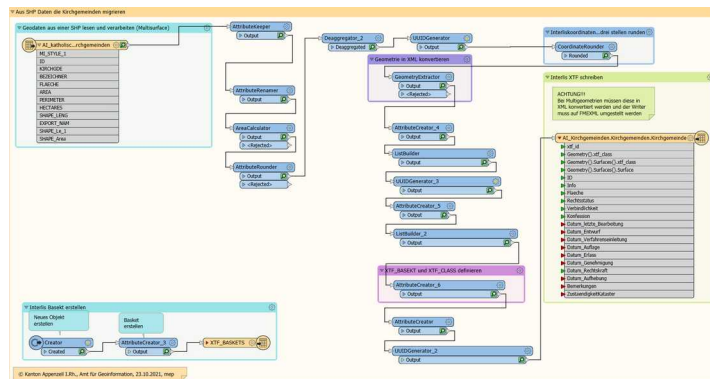 Aus SHP Daten die Kirchgemeinden migrieren
Geodaten aus einer SHP lesen und verarbeiten (Multisurface)
AI_katholisc...rchgemeinden
MI_STYLE_1
ID
KIRCHODE
BEZEICHNER
FLAECHE
AREA
PERIMETER
HECTARES
SHAPE_LENG
EXPORT_NAM
SHAPE_Le_1
SHAPE_Area
AttributeKeeper
Output
AttributeRenamer
Output
AreaCalculator
Output
<Rejected>
AttributeRounder
Output
<Rejected>
Deaggregator_2
Deaggregated
UUIDGenerator
Output
Geometrie in XML konvertieren
GeometryExtractor
Output
<Rejected>
AttributeCreator_4
Output
ListBuilder
Output
UUIDGenerator_3
Output
AttributeCreator_5
Output
ListBuilder_2
Output
XTF_BASEKT und XTF_CLASS definieren
AttributeCreator_6
Output
AttributeCreator
Output
UUIDGenerator_2
Output
Interliskoordinaten...drei stellen runden
CoordinateRounder
Rounded
Interlis XTF schreiben
ACHTUNG!!!
Bei Multigeometrien müssen diese in
XML konvertiert werden und der Writer
muss auf FMEXML umgestellt werden
AI_Kirchgemeinden.Kirchgemeinden.Kirchgemeinde
xtf_id
Geometry{}.xtf_class
Geometry{}.Surfaces{}.xtf_class
Geometry{}.Surfaces{}.Surface
ID
Info
Flaeche
Rechtsstatus
Verbindlichkeit
Konfession
Datum_letzte_Bearbeitung
Datum_Entwurf
Datum_Verfahrenseinleitung
Datum_Auflage
Datum_Erlass
Datum_Genehmigung
Datum_Rechtskraft
Datum_Aufhebung
Bemerkungen
ZustaendigkeitKataster
Interlis Basekt erstellen
Neues Objekt
erstellen
Basket
erstellen
Creator
Created
AttributeCreator_3
Output
XTF_BASKETS
© Kanton Appenzell I.Rh., Amt für Geoinformation, 23.10.2021, mep